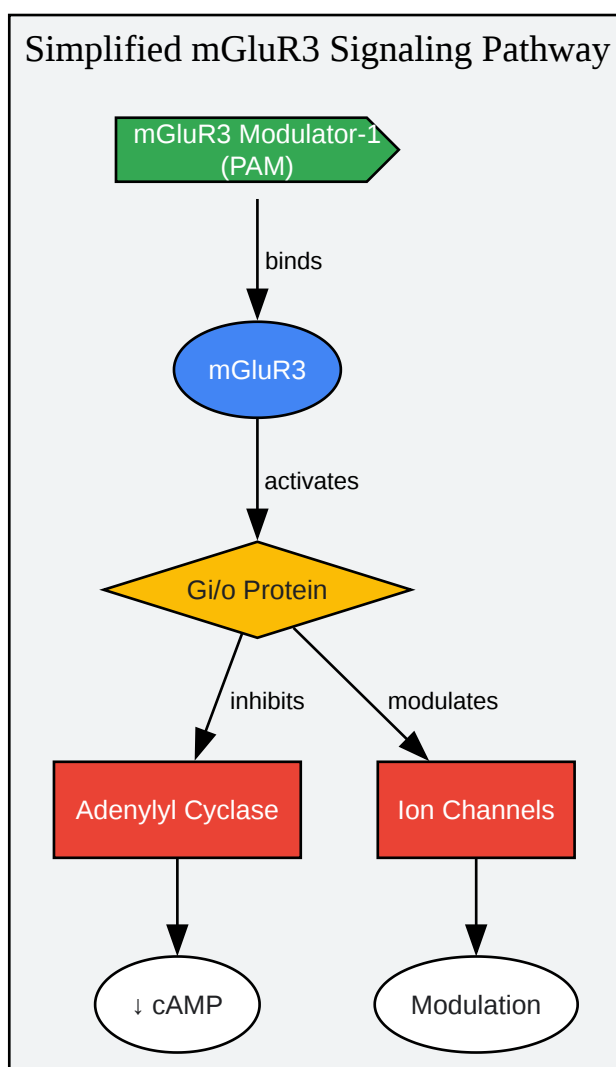 Simplified mGluR3 Signaling Pathway
mGluR3 Modulator-1
(PAM)
binds
mGluR3
activates
Gi/o Protein
inhibits
modulates
Adenylyl Cyclase
Ion Channels
↓ cAMP
Modulation